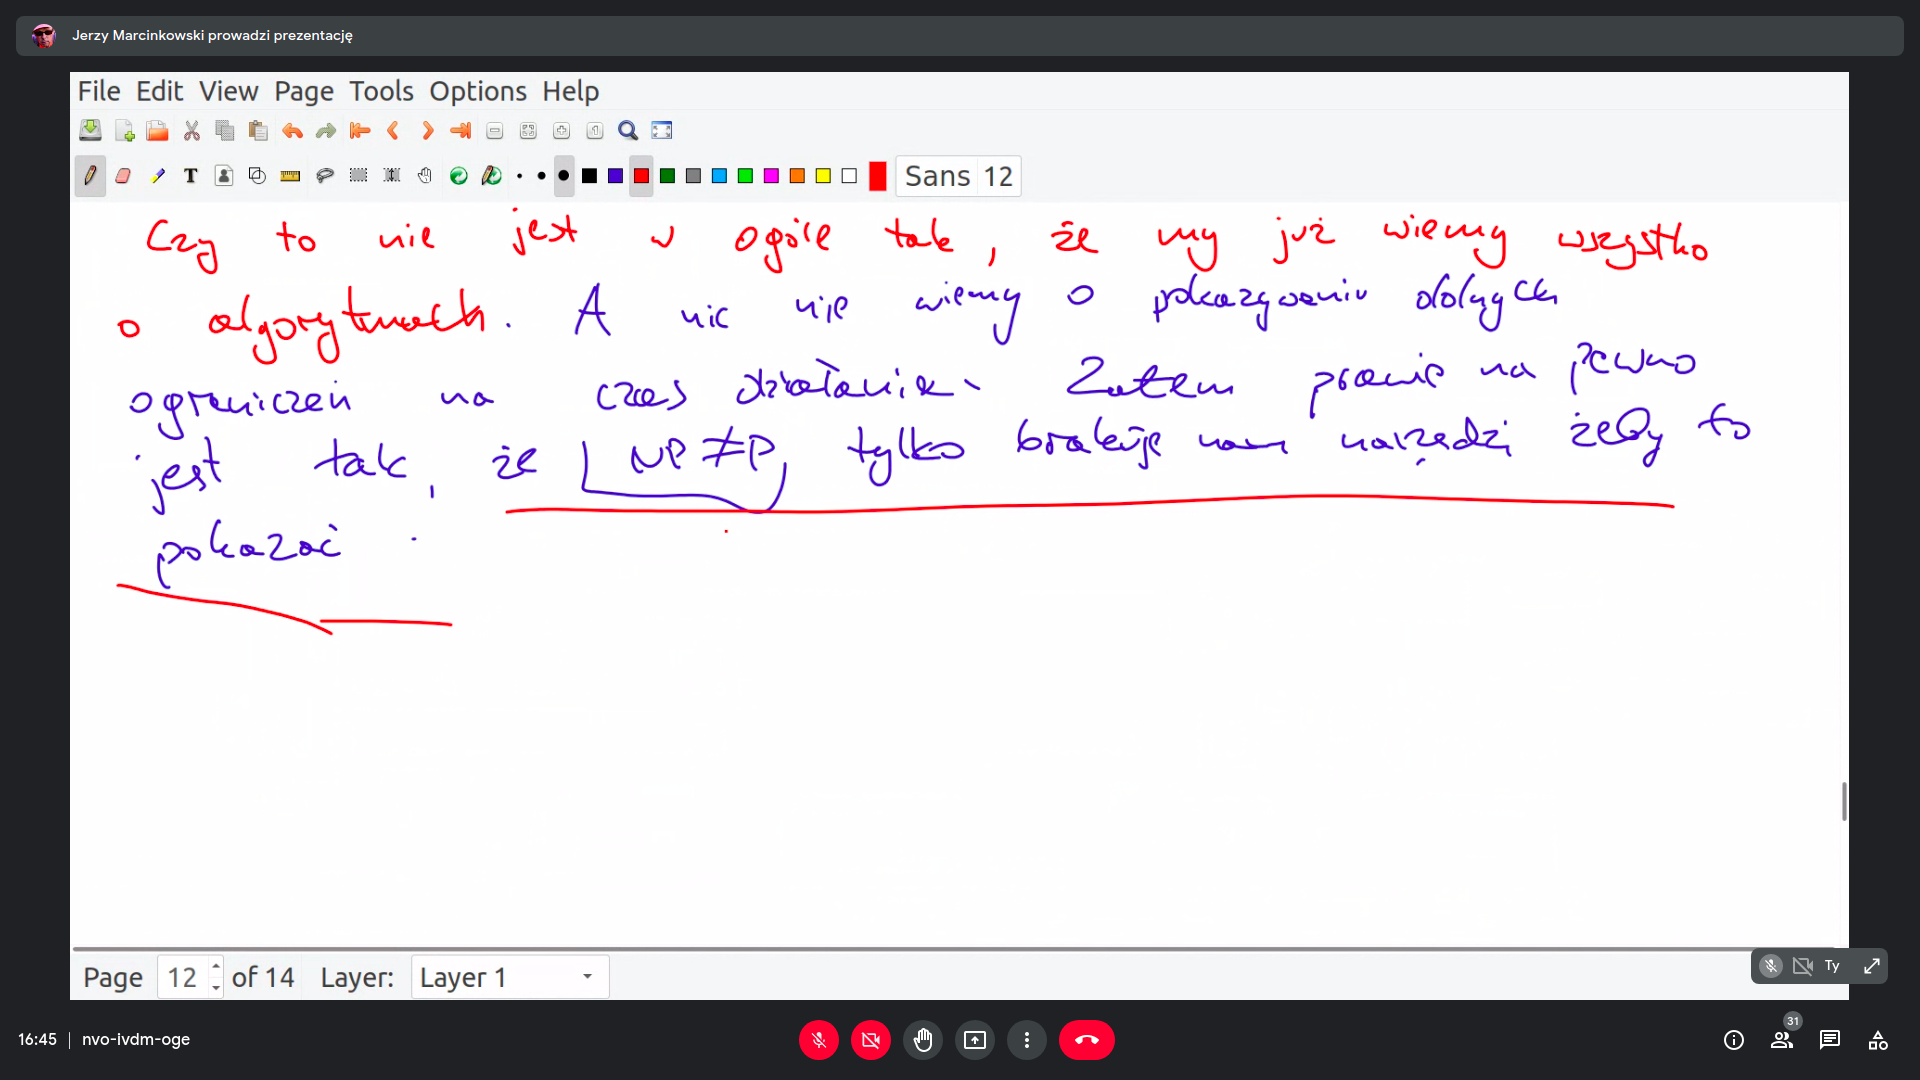 Jerzy Marcinkowski prowadzi prezentację
File Edit View Page Tools Options Help
Sans 12
Czy to nie jest w ogóle tak, że my już wiemy wszystko
o algorytmach. A nic nie wiemy o pokazywaniu dolnych
ograniczeń na czas działania. Zatem prawie na pewno
jest tak, że NP≠P, tylko brakuje nam narzędzi żeby to
pokazać.
Page 12 of 14 Layer: Layer 1
Ty
31
16:45 | nvo-ivdm-oge